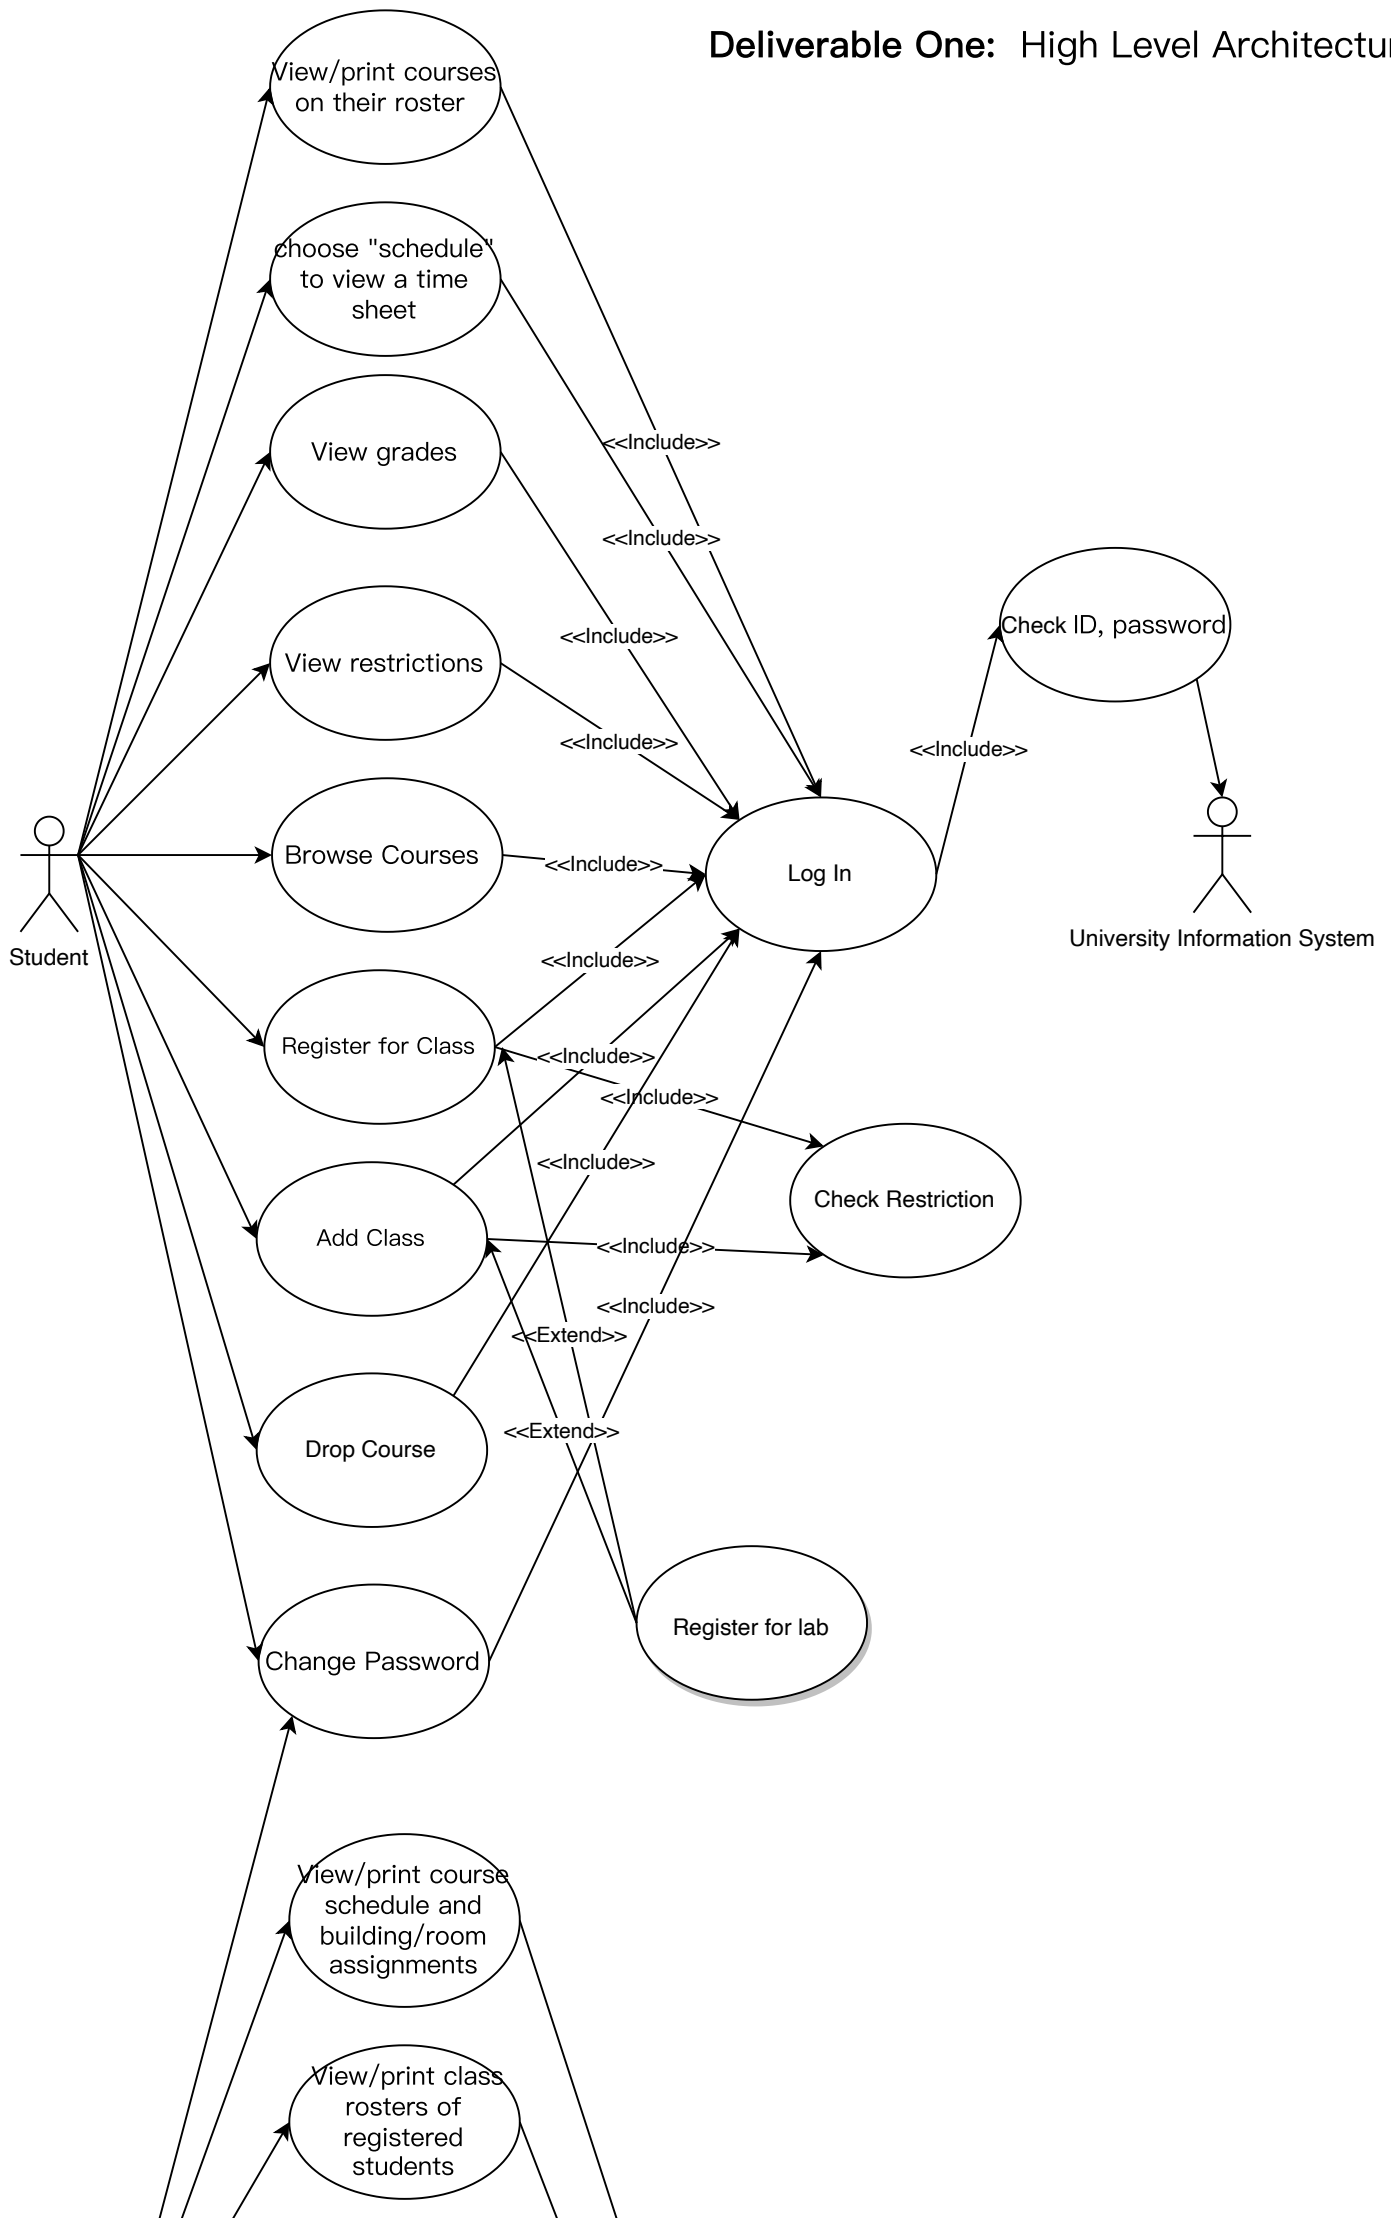 Deliverable One: High Level Architectur
View/print courses
on their roster
choose "schedule"
to view a time
sheet
View grades
<<Include>>
<<Include>>
<<Include>>
Check ID, password
View restrictions
<<Include>>
<<Include>>
Browse Courses
<<Include>>
Log In
Student
University Information System
<<Include>>
Register for Class
<<Include>>
<<Include>>
<<Include>>
Check Restriction
Add Class
<<Include>>
<<Include>>
<<Extend>>
<<Extend>>
Drop Course
Register for lab
Change Password
View/print course
schedule and
building/room
assignments
View/print class
rosters of
registered
students